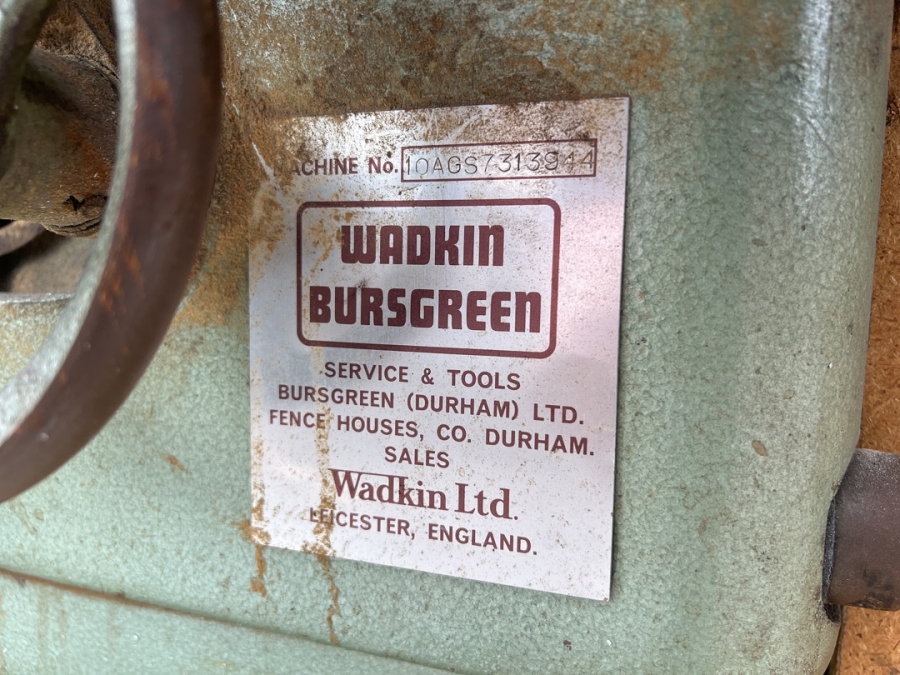 MACHINE No. 10AGS7313944
WADKIN
BURSGREEN
SERVICE & TOOLS
BURSGREEN (DURHAM) LTD.
FENCE HOUSES, CO. DURHAM.
SALES
Wadkin Ltd.
LEICESTER, ENGLAND.